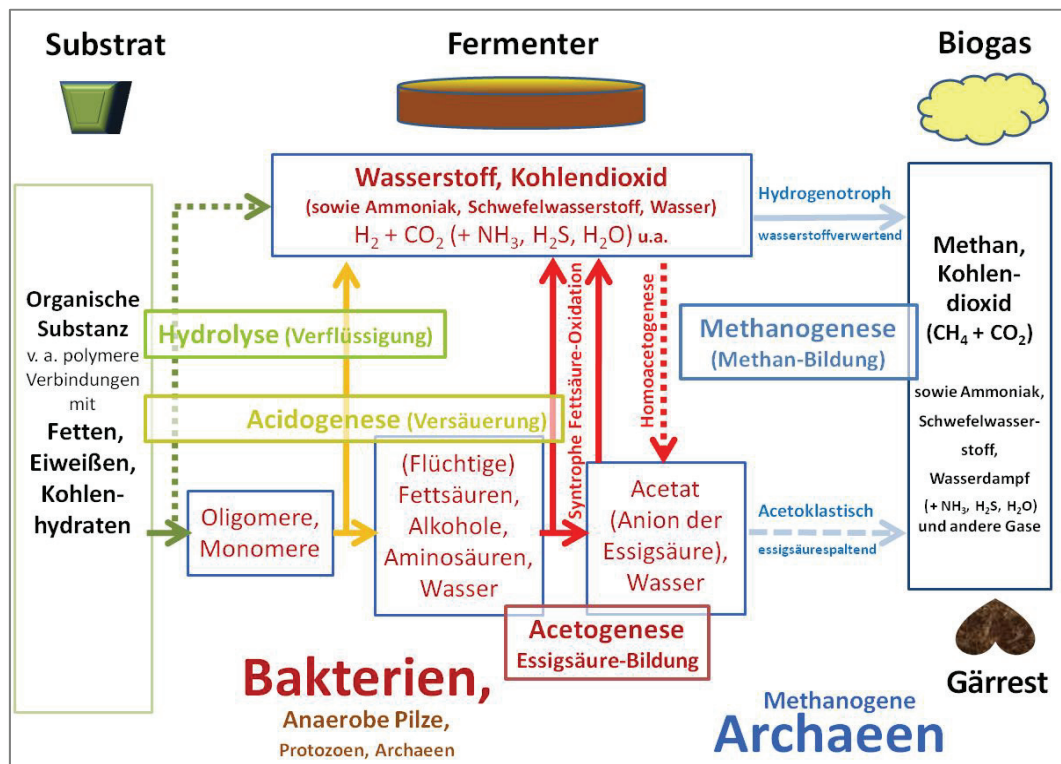 Substrat
Fermenter
Biogas
Wasserstoff, Kohlendioxid
(sowie Ammoniak, Schwefelwasserstoff, Wasser)
H₂ + CO₂ (+ NH₃, H₂S, H₂O) u.a.
Hydrogenotroph
wasserstoffverwertend
Organische
Substanz
v. a. polymere
Verbindungen
mit
Fetten,
Eiweißen,
Kohlen-
hydraten
Hydrolyse (Verflüssigung)
Acidogenese (Versäuerung)
Syntrophe Fettsäure-Oxidation
Homoacetogenese
Methanogenese
(Methan-Bildung)
Methan,
Kohlen-
dioxid
(CH₄ + CO₂)
sowie Ammoniak,
Schwefelwasser-
stoff,
Wasserdampf
(+ NH₃, H₂S, H₂O)
und andere Gase
Oligomere,
Monomere
(Flüchtige)
Fettsäuren,
Alkohole,
Aminosäuren,
Wasser
Acetat
(Anion der
Essigsäure),
Wasser
Acetoklastisch
essigsäurespaltend
Acetogenese
Essigsäure-Bildung
Bakterien,
Anaerobe Pilze,
Protozoen, Archaeen
Methanogene
Archaeen
Gärrest